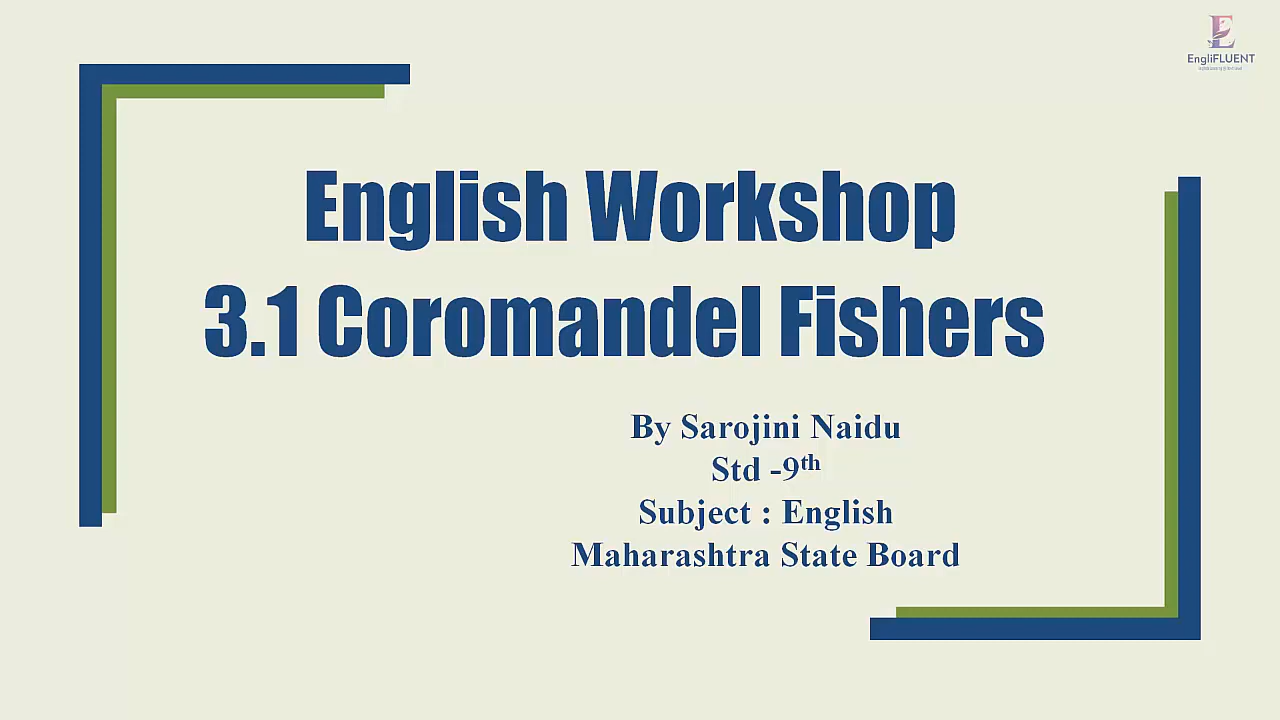 EngliFLUENT
English Workshop
3.1 Coromandel Fishers
By Sarojini Naidu
Std -9th
Subject : English
Maharashtra State Board